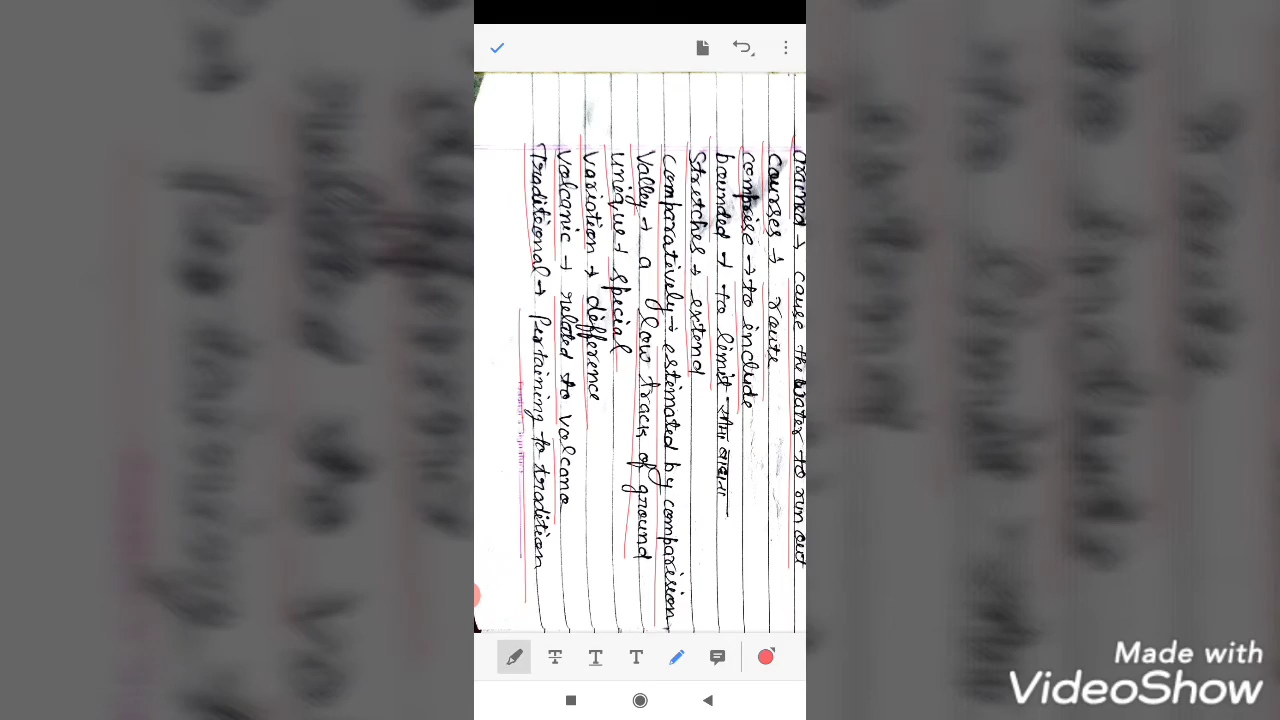 drained → cause the water to run out
courses → route
comprise → to include
bounded → to limit
Stretches → extend
Comparatively → estimated by comparision
Valley → a low track of ground
unique → special
variation → difference
Volcanic → related to volcano
Traditional → Pertaining to tradition
Made with
VideoShow